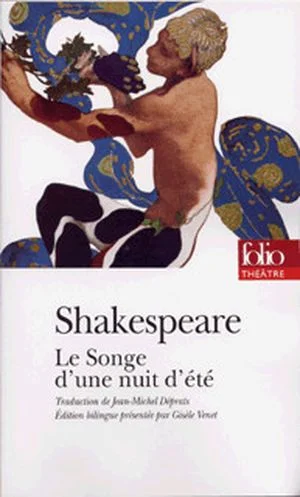 folio
THÉÂTRE
Shakespeare
Le Songe
d'une nuit d'été
Traduction de Jean-Michel Déprats
Édition bilingue présentée par Gisèle Venet